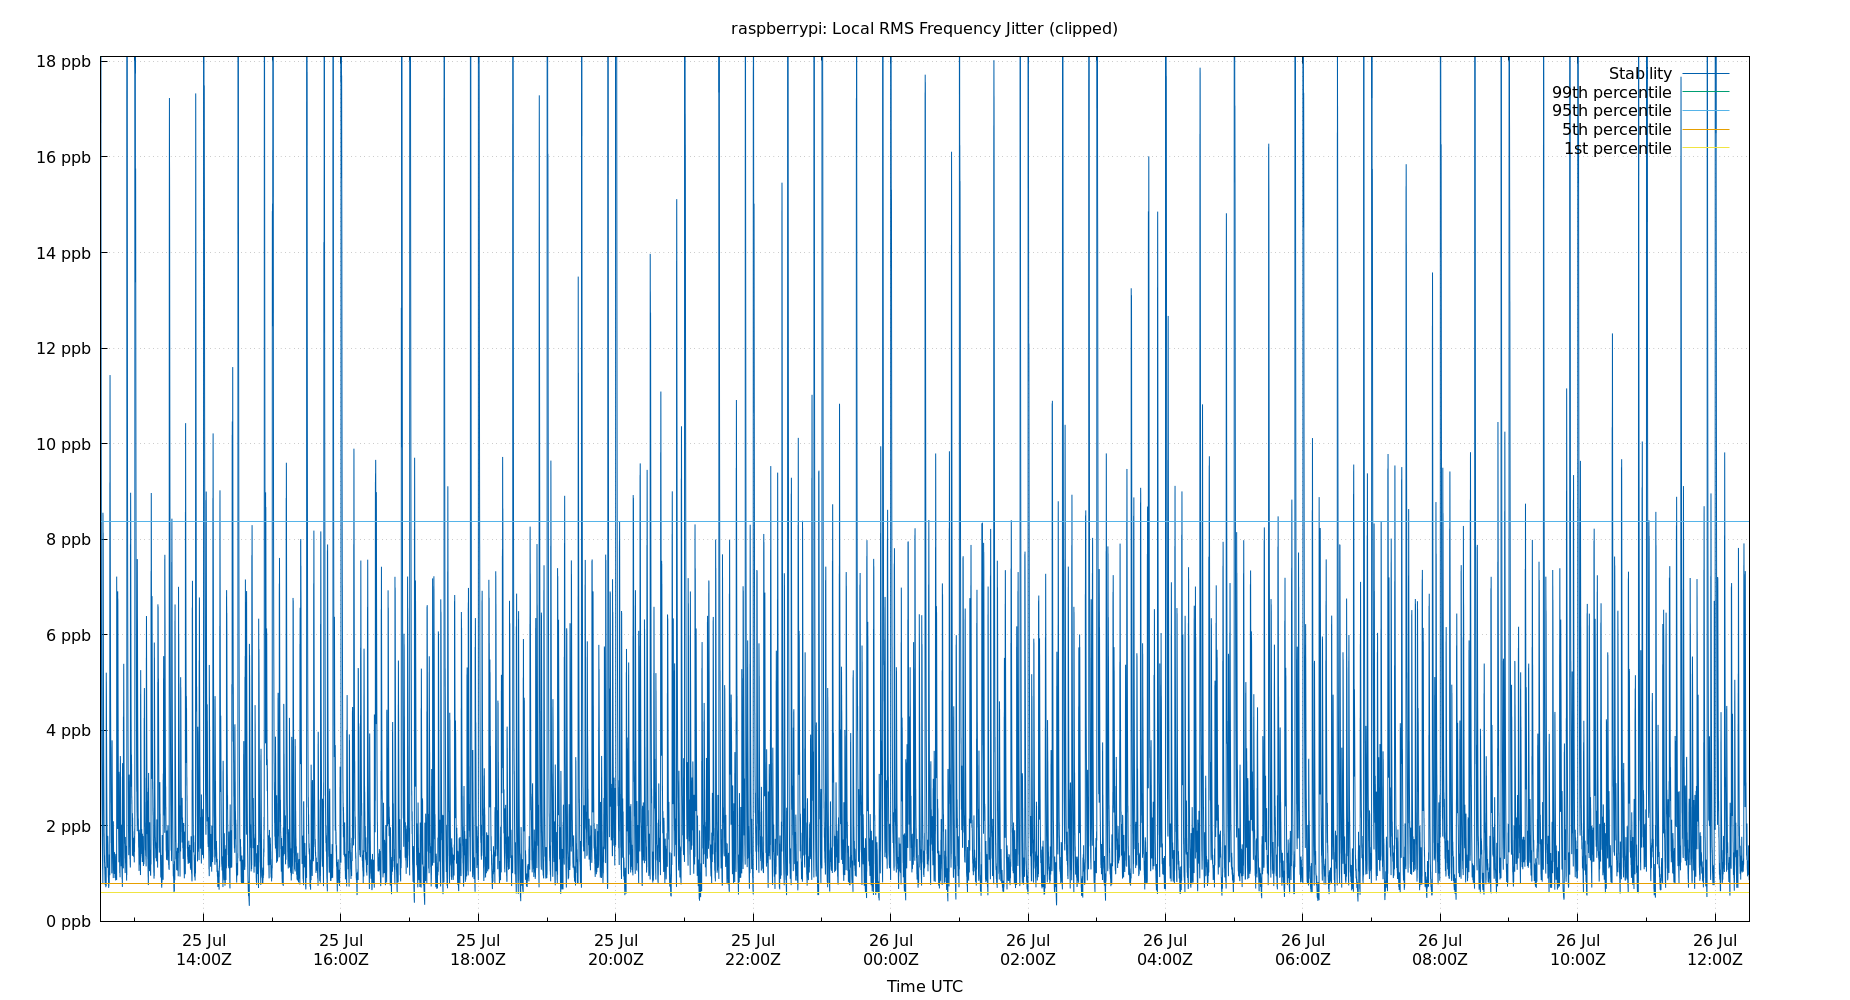 raspberrypi: Local RMS Frequency Jitter (clipped)
18 ppb
16 ppb
14 ppb
12 ppb
10 ppb
8 ppb
6 ppb
4 ppb
2 ppb
0 ppb
Stability
99th percentile
95th percentile
5th percentile
1st percentile
25 Jul 25 Jul 25 Jul 25 Jul 25 Jul 26 Jul 26 Jul 26 Jul 26 Jul 26 Jul 26 Jul 26 Jul
14:00Z 16:00Z 18:00Z 20:00Z 22:00Z 00:00Z 02:00Z 04:00Z 06:00Z 08:00Z 10:00Z 12:00Z
Time UTC